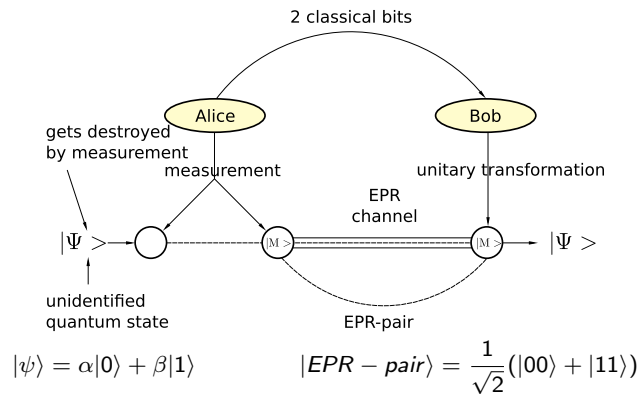 2 classical bits
Alice
Bob
gets destroyed
by measurement
measurement
unitary transformation
EPR
channel
|Ψ >
|M >
|M >
|Ψ >
unidentified
quantum state
EPR-pair
|ψ⟩ = α|0⟩ + β|1⟩
|EPR − pair⟩ = 1/√2(|00⟩ + |11⟩)